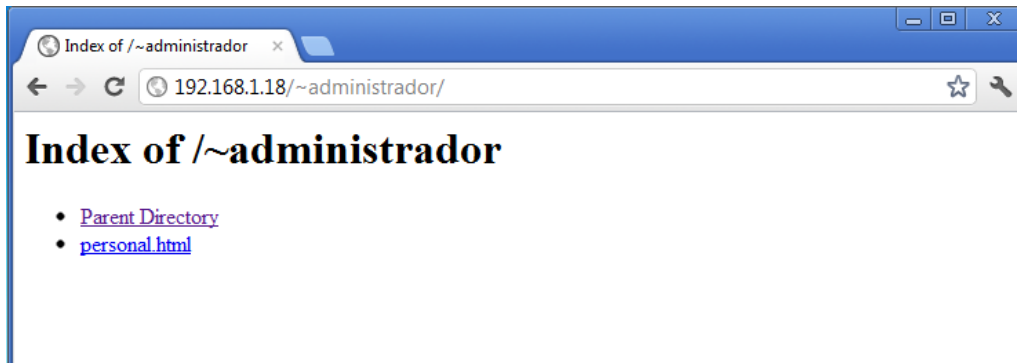 Index of /~administrador
192.168.1.18/~administrador/
Index of /~administrador
Parent Directory
personal.html